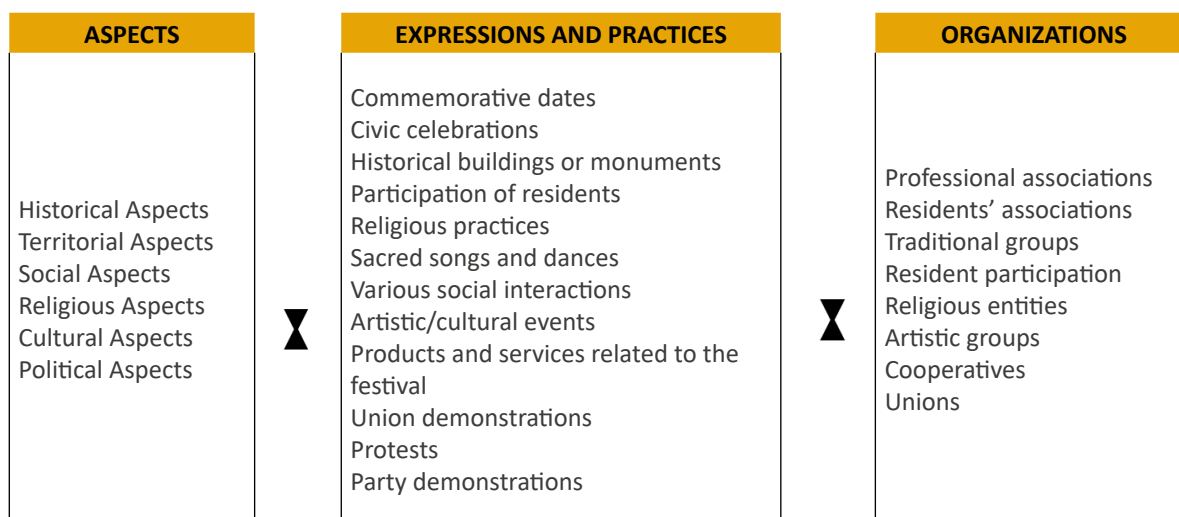 ASPECTS
Historical Aspects
Territorial Aspects
Social Aspects
Religious Aspects
Cultural Aspects
Political Aspects
EXPRESSIONS AND PRACTICES
Commemorative dates
Civic celebrations
Historical buildings or monuments
Participation of residents
Religious practices
Sacred songs and dances
Various social interactions
Artistic/cultural events
Products and services related to the
festival
Union demonstrations
Protests
Party demonstrations
ORGANIZATIONS
Professional associations
Residents’ associations
Traditional groups
Resident participation
Religious entities
Artistic groups
Cooperatives
Unions